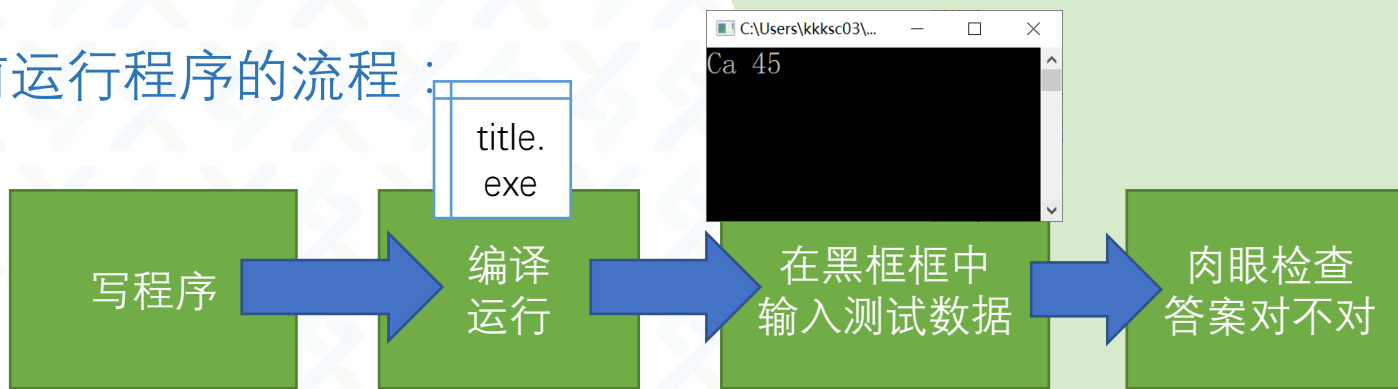 运行程序的流程：
title.
exe
C:\Users\kkksc03\...
Ca 45
写程序
编译
运行
在黑框框中
输入测试数据
肉眼检查
答案对不对